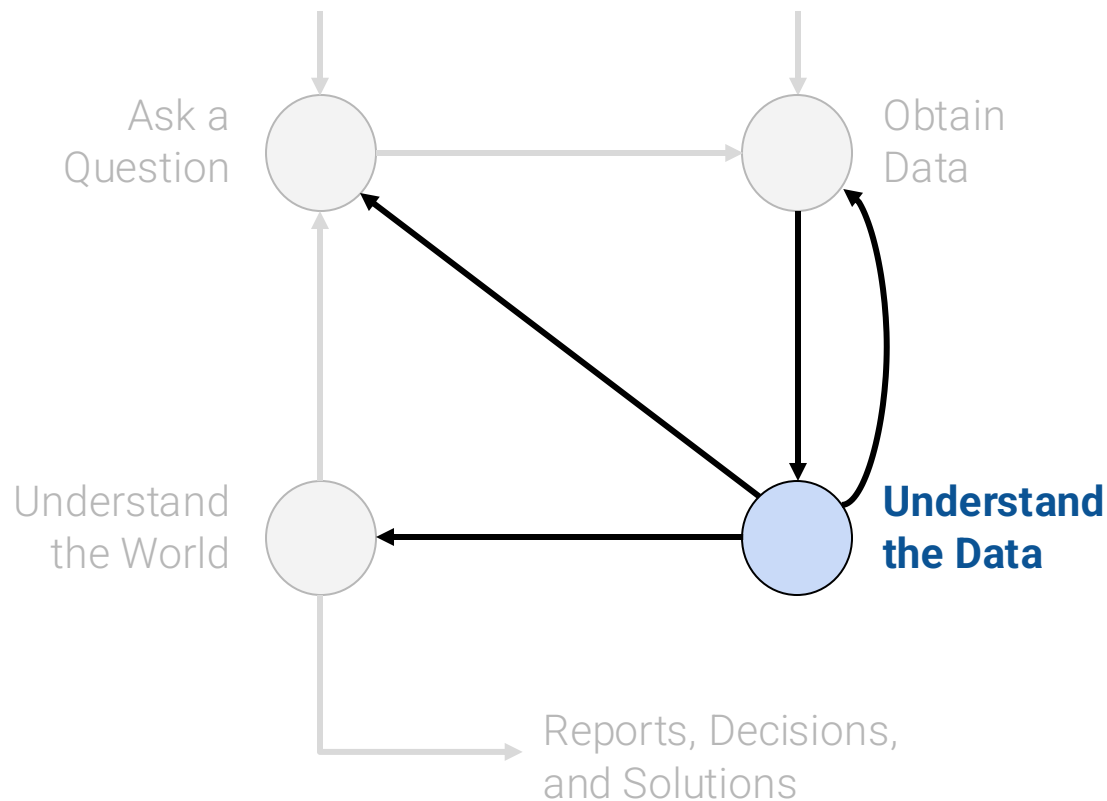 Ask a
Question
Obtain
Data
Understand
the World
Understand
the Data
Reports, Decisions,
and Solutions